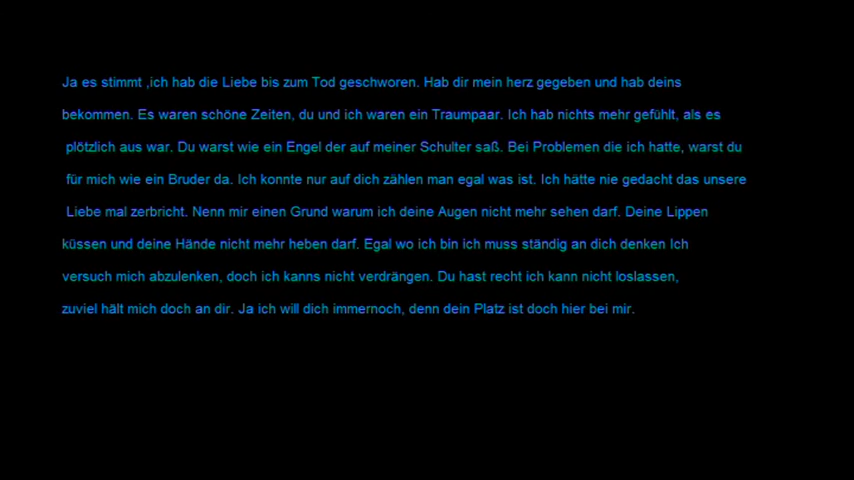 Ja es stimmt ,ich hab die Liebe bis zum Tod geschworen. Hab dir mein herz gegeben und hab deins
bekommen. Es waren schöne Zeiten, du und ich waren ein Traumpaar. Ich hab nichts mehr gefühlt, als es
plötzlich aus war. Du warst wie ein Engel der auf meiner Schulter saß. Bei Problemen die ich hatte, warst du
für mich wie ein Bruder da. Ich konnte nur auf dich zählen man egal was ist. Ich hätte nie gedacht das unsere
Liebe mal zerbricht. Nenn mir einen Grund warum ich deine Augen nicht mehr sehen darf. Deine Lippen
küssen und deine Hände nicht mehr heben darf. Egal wo ich bin ich muss ständig an dich denken Ich
versuch mich abzulenken, doch ich kanns nicht verdrängen. Du hast recht ich kann nicht loslassen,
zuviel hält mich doch an dir. Ja ich will dich immernoch, denn dein Platz ist doch hier bei mir.